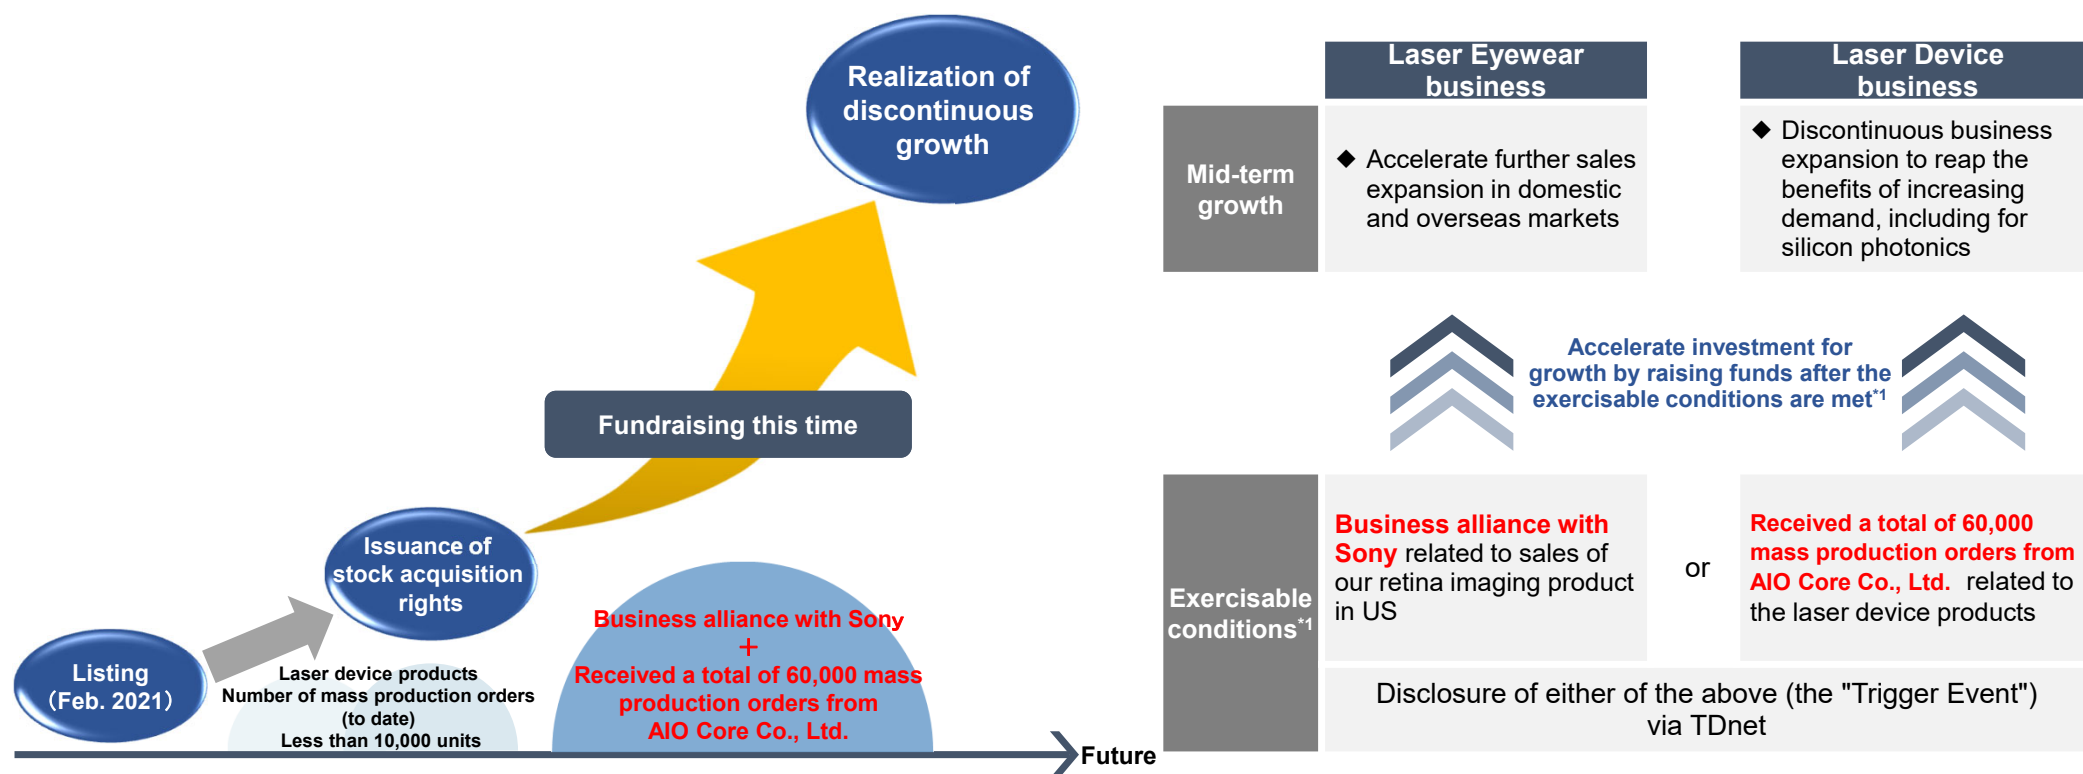 Realization of
discontinuous
growth
Fundraising this time
Issuance of
stock acquisition
rights
Listing
(Feb. 2021)
Laser device products
Number of mass production orders
(to date)
Less than 10,000 units
Business alliance with Sony
+
Received a total of 60,000 mass
production orders from
AIO Core Co., Ltd.
Future
Laser Eyewear
business
Laser Device
business
Mid-term
growth
◆ Accelerate further sales
expansion in domestic
and overseas markets
◆ Discontinuous business
expansion to reap the
benefits of increasing
demand, including for
silicon photonics
Accelerate investment for
growth by raising funds after the
exercisable conditions are met*1
Exercisable
conditions*1
Business alliance with
Sony related to sales of
our retina imaging product
in US
or
Received a total of 60,000
mass production orders from
AIO Core Co., Ltd. related to
the laser device products
Disclosure of either of the above (the "Trigger Event")
via TDnet